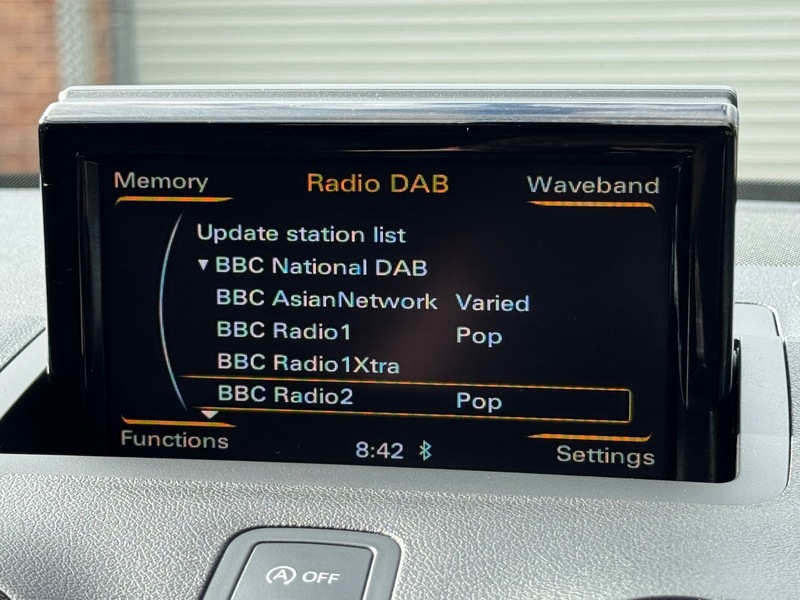 Memory Radio DAB Waveband
Update station list
▼ BBC National DAB
BBC AsianNetwork Varied
BBC Radio1 Pop
BBC Radio1Xtra
BBC Radio2 Pop
Functions 8:42 Settings
A OFF